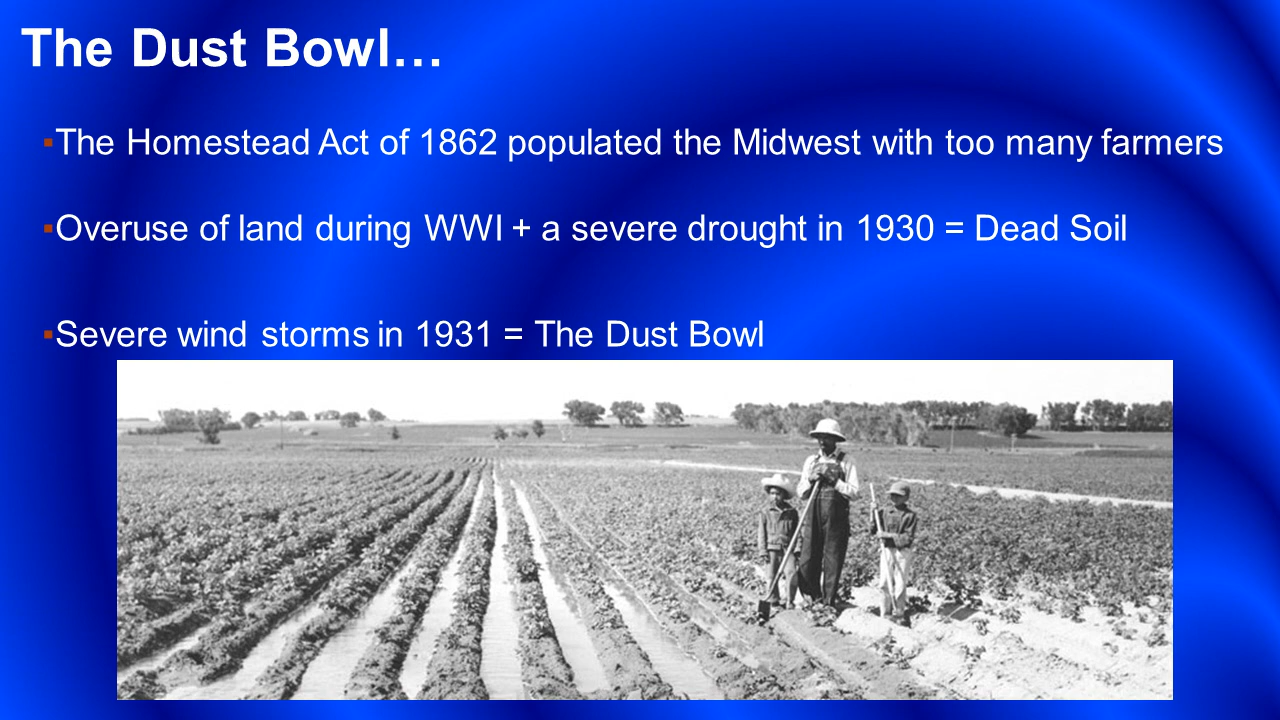 The Dust Bowl…
▪The Homestead Act of 1862 populated the Midwest with too many farmers
▪Overuse of land during WWI + a severe drought in 1930 = Dead Soil
▪Severe wind storms in 1931 = The Dust Bowl